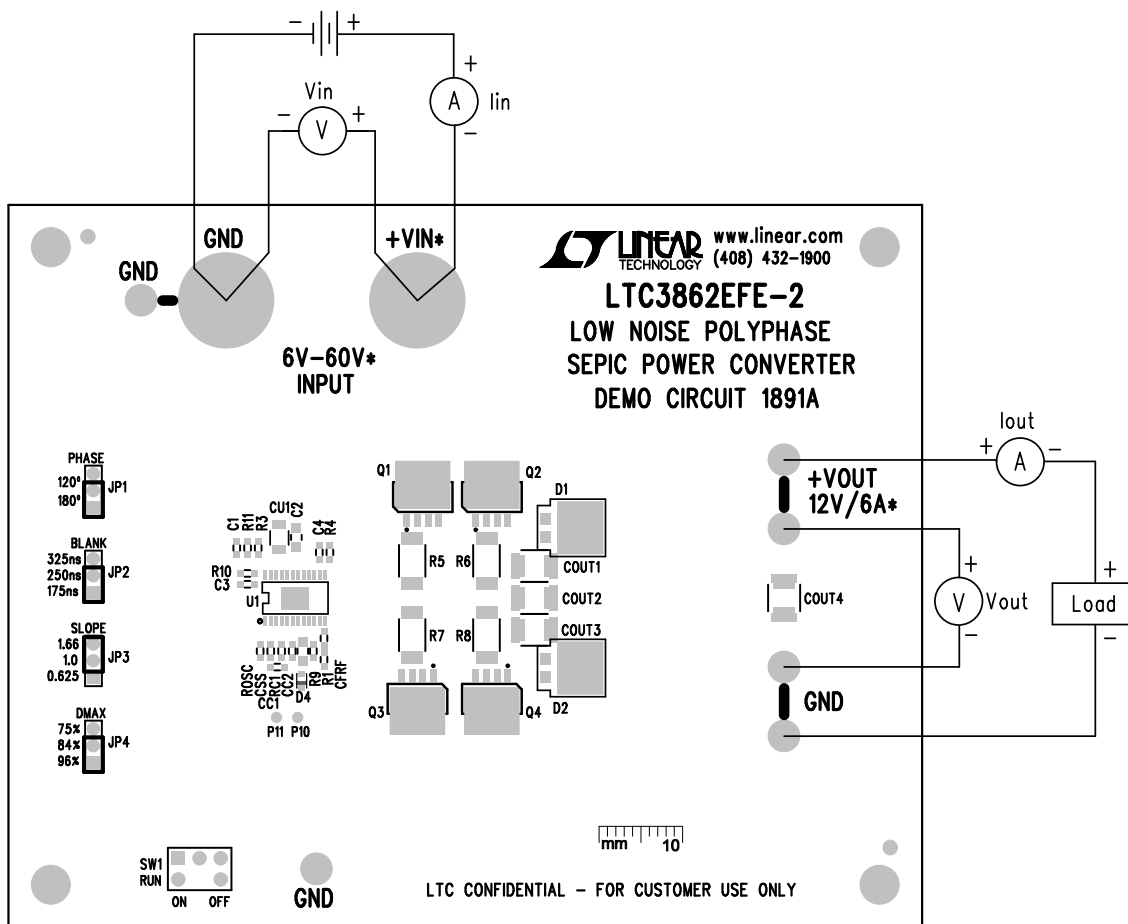 - +
+
Vin
A
Iin
- V +
-
GND
+VIN*
LINEAR
TECHNOLOGY
www.linear.com
(408) 432-1900
GND
LTC3862EFE-2
LOW NOISE POLYPHASE
SEPIC POWER CONVERTER
DEMO CIRCUIT 1891A
6V-60V*
INPUT
Iout
+ A -
PHASE
120°
180°
JP1
Q1
Q2
D1
+VOUT
12V/6A*
C1
R11
R3
CU1
C2
C4
R4
BLANK
325ns
250ns
175ns
JP2
R5
R6
COUT1
R10
C3
U1
COUT2
COUT4
+
V Vout
-
+
Load
-
SLOPE
1.66
1.0
0.625
JP3
R7
R8
COUT3
ROSC
CSS
RC1
CC1
CC2
D4
R9
R1
CFRF
GND
DMAX
75%
84%
96%
JP4
P11
P10
Q3
Q4
D2
mm 10
SW1
RUN
ON OFF
GND
LTC CONFIDENTIAL - FOR CUSTOMER USE ONLY